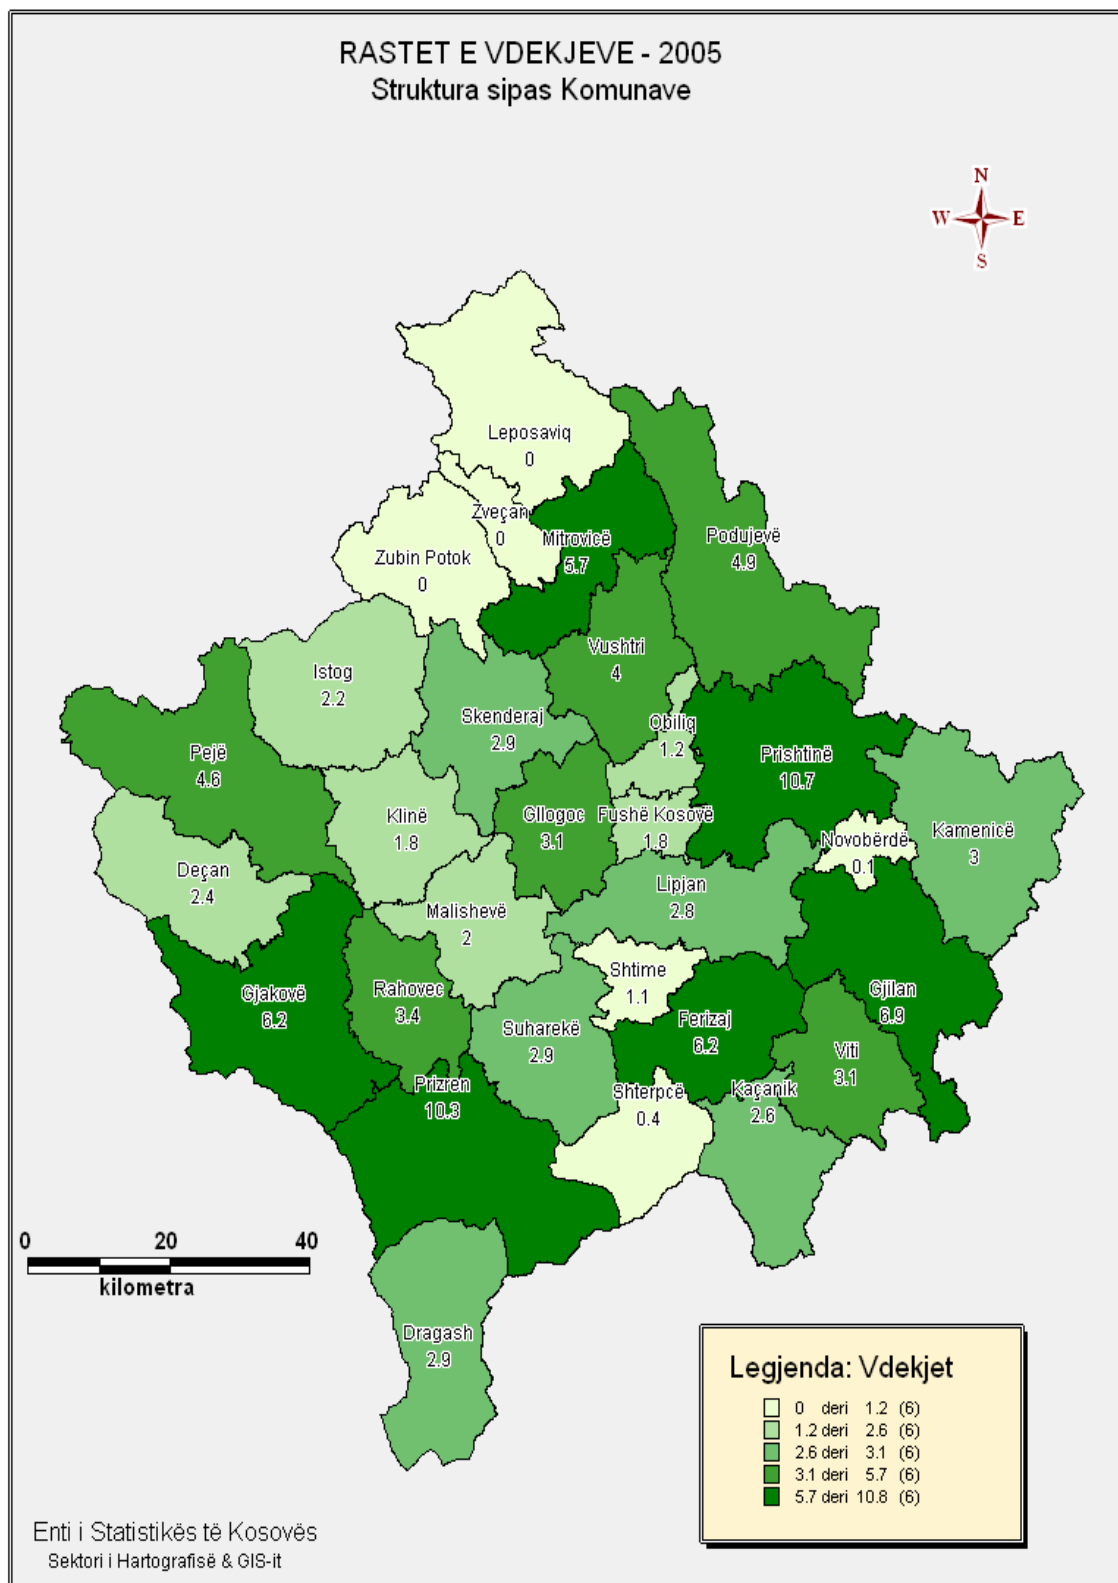 RASTET E VDEKJEVE - 2005
Struktura sipas Komunave
N
W E
S
Leposaviq
0
Zveçan
0
Mitrovicë
5.7
Podujevë
4.9
Zubin Potok
0
Vushtri
4
Istog
2.2
Skenderaj
2.9
Obiliq
1.2
Pejë
4.6
Prishtinë
10.7
Klinë
1.8
Gllogoc
3.1
Fushë Kosovë
1.8
Novobërdë
0.1
Kamenicë
3
Deçan
2.4
Lipjan
2.8
Malishevë
2
Shtime
1.1
Gjakovë
6.2
Rahovec
3.4
Gjilan
6.9
Suharekë
2.9
Ferizaj
6.2
Viti
3.1
Prizren
10.3
Shterpcë
0.4
Kaçanik
2.6
0 20 40
kilometra
Dragash
2.9
Legjenda: Vdekjet
0 deri 1.2 (6)
1.2 deri 2.6 (6)
2.6 deri 3.1 (6)
3.1 deri 5.7 (6)
5.7 deri 10.8 (6)
Enti i Statistikës të Kosovës
Sektori i Hartografisë & GIS-it